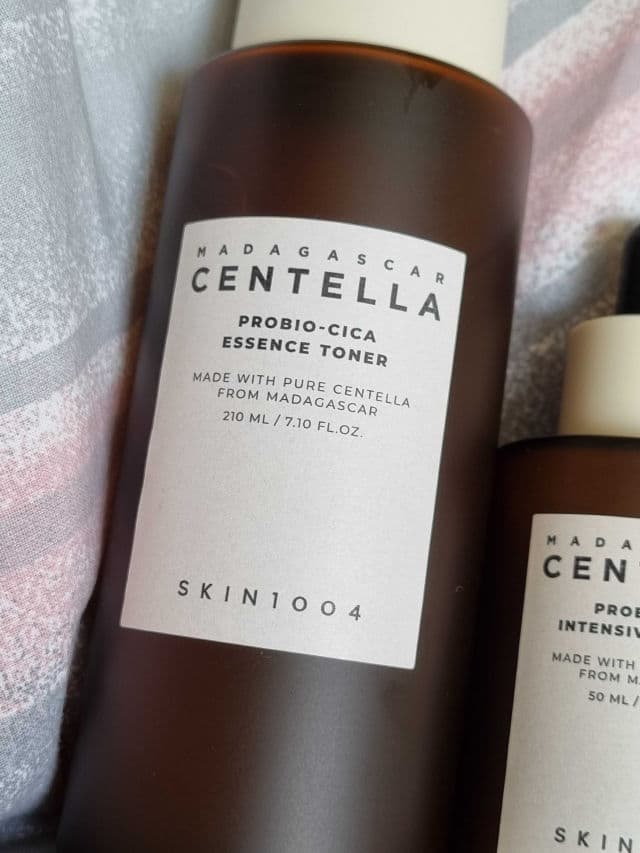 MADAGASCAR
CENTELLA
PROBIO-CICA
ESSENCE TONER
MADE WITH PURE CENTELLA
FROM MADAGASCAR
210 ML / 7.10 FL.OZ.
SKIN1004
MADA
CEN
PROB
INTENSIV
MADE WITH
FROM MA
50 ML /
SKIN